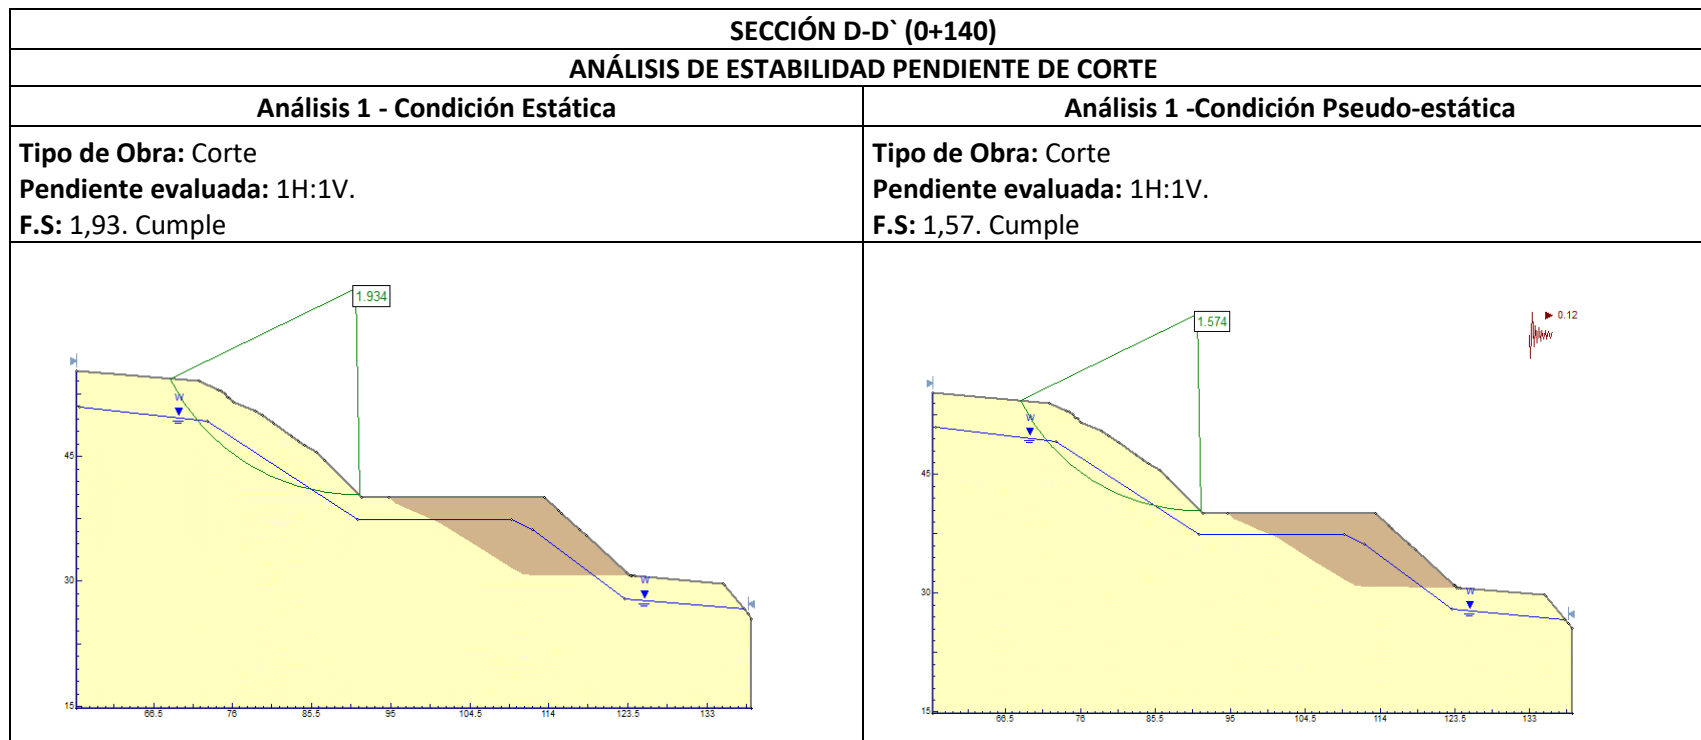 SECCIÓN D-D` (0+140)
ANÁLISIS DE ESTABILIDAD PENDIENTE DE CORTE
Análisis 1 - Condición Estática
Análisis 1 -Condición Pseudo-estática
Tipo de Obra: Corte
Pendiente evaluada: 1H:1V.
F.S: 1,93. Cumple
Tipo de Obra: Corte
Pendiente evaluada: 1H:1V.
F.S: 1,57. Cumple
1.934
W
45
30
W
15
66.5 76 85.5 95 104.5 114 123.5 133
1.574
0.12
W
45
30
W
15
66.5 76 85.5 95 104.5 114 123.5 133